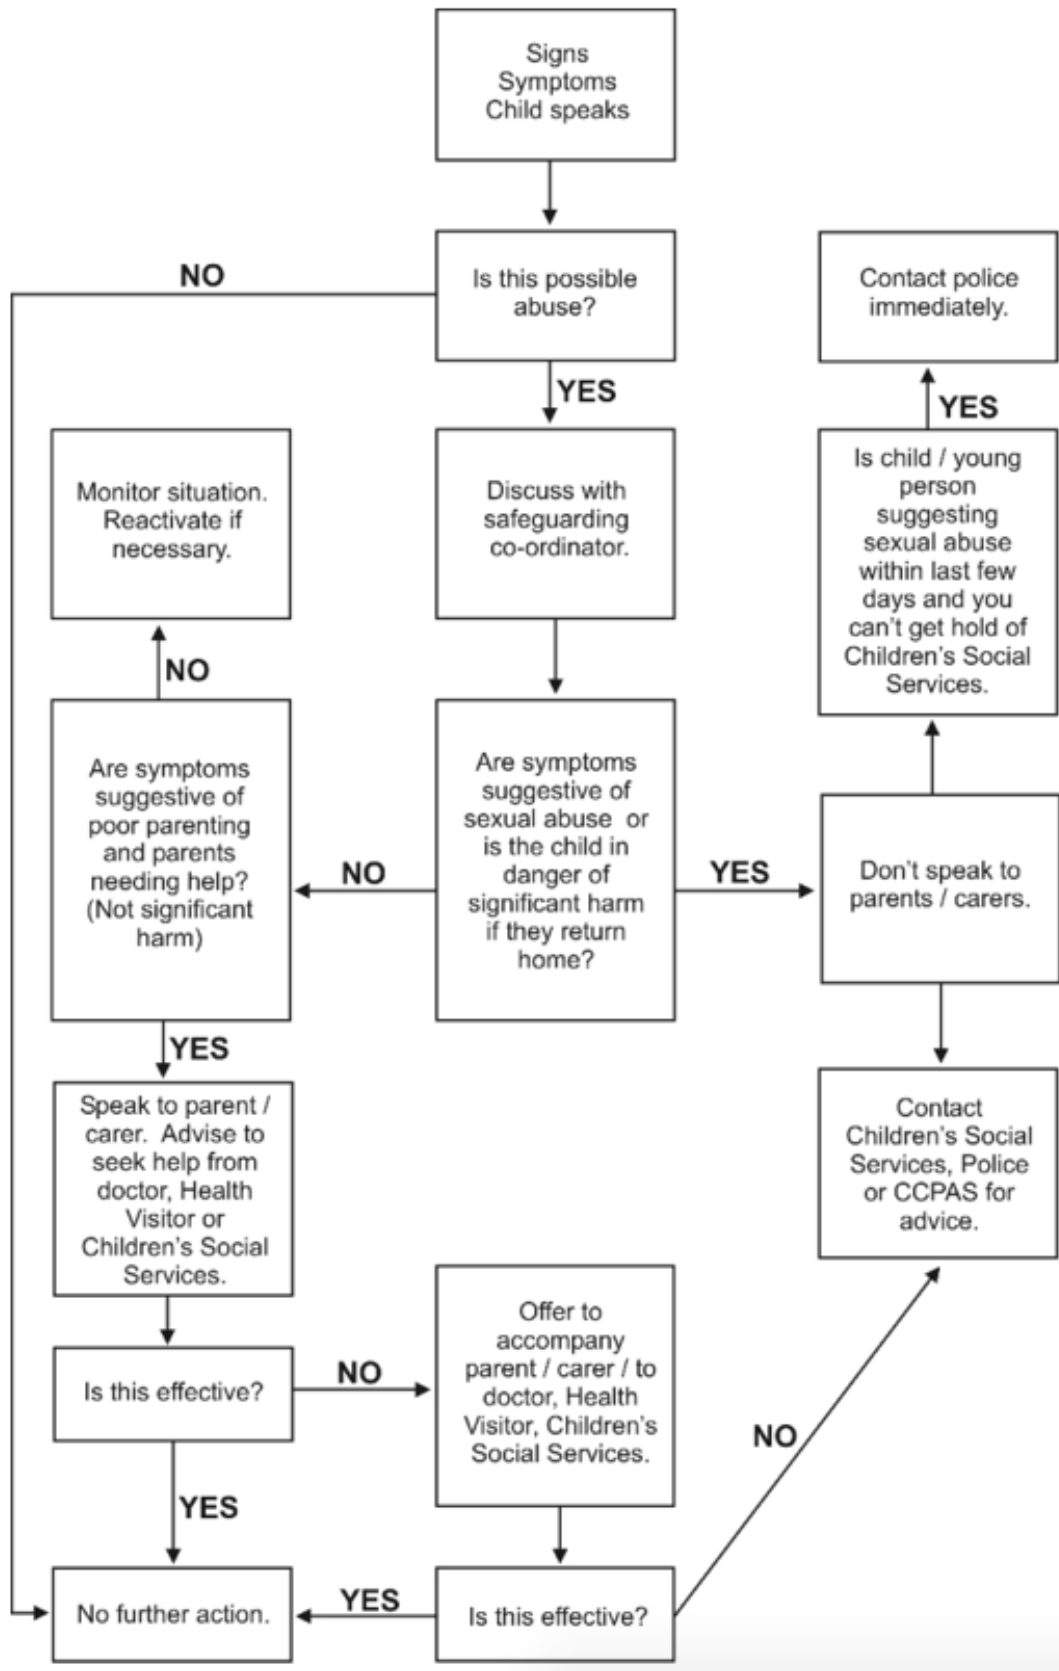 Signs
Symptoms
Child speaks
NO
Is this possible
abuse?
Contact police
immediately.
YES
YES
Monitor situation.
Reactivate if
necessary.
Discuss with
safeguarding
co-ordinator.
Is child / young
person
suggesting
sexual abuse
within last few
days and you
can't get hold of
Children's Social
Services.
NO
Are symptoms
suggestive of
poor parenting
and parents
needing help?
(Not significant
harm)
NO
Are symptoms
suggestive of
sexual abuse or
is the child in
danger of
significant harm
if they return
home?
YES
Don't speak to
parents / carers.
YES
Speak to parent /
carer. Advise to
seek help from
doctor, Health
Visitor or
Children's Social
Services.
Contact
Children's Social
Services, Police
or CCPAS for
advice.
Is this effective?
NO
Offer to
accompany
parent / carer / to
doctor, Health
Visitor, Children's
Social Services.
NO
YES
No further action.
YES
Is this effective?